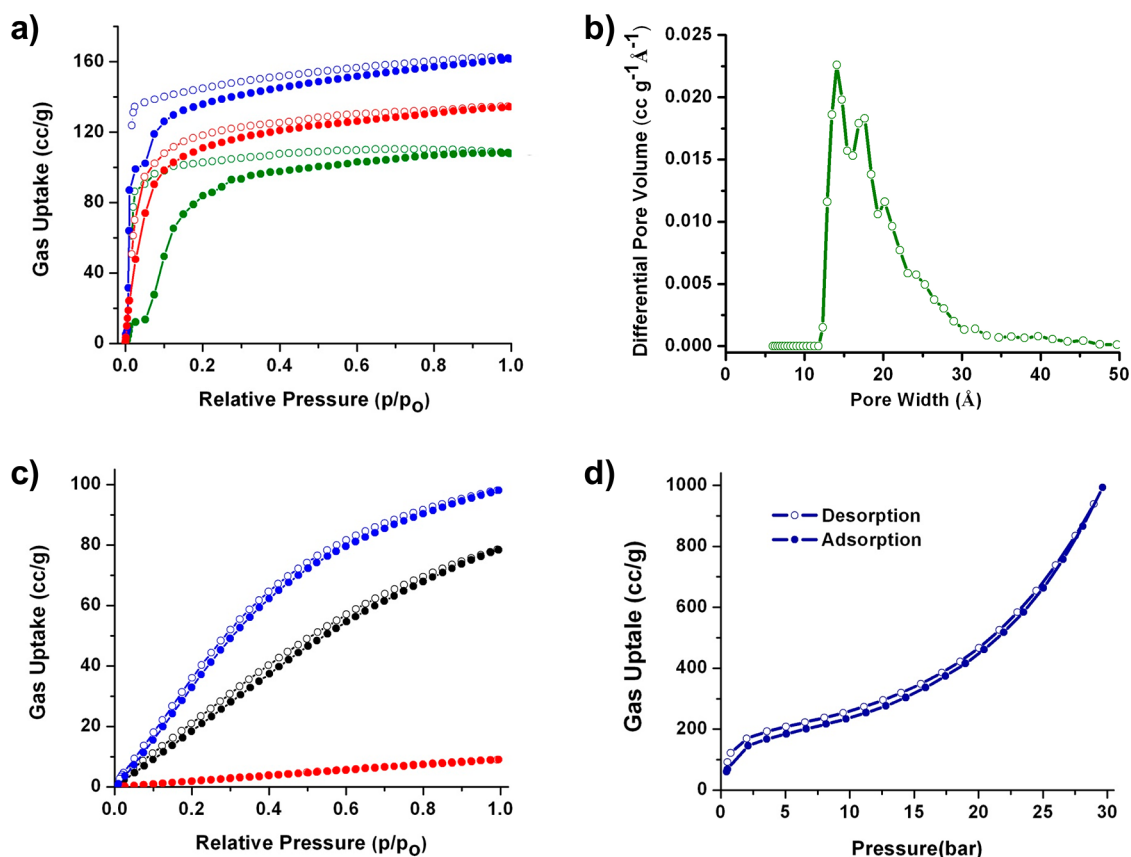 a)
Gas Uptake (cc/g)
160
120
80
40
0
0.0 0.2 0.4 0.6 0.8 1.0
Relative Pressure (p/po)
b)
Differential Pore Volume (cc g-1Å-1)
0.025
0.020
0.015
0.010
0.005
0.000
0 10 20 30 40 50
Pore Width (Å)
c)
Gas Uptake (cc/g)
100
80
60
40
20
0
0.0 0.2 0.4 0.6 0.8 1.0
Relative Pressure (p/po)
d)
Gas Uptale (cc/g)
1000
800
600
400
200
0
Desorption
Adsorption
0 5 10 15 20 25 30
Pressure(bar)